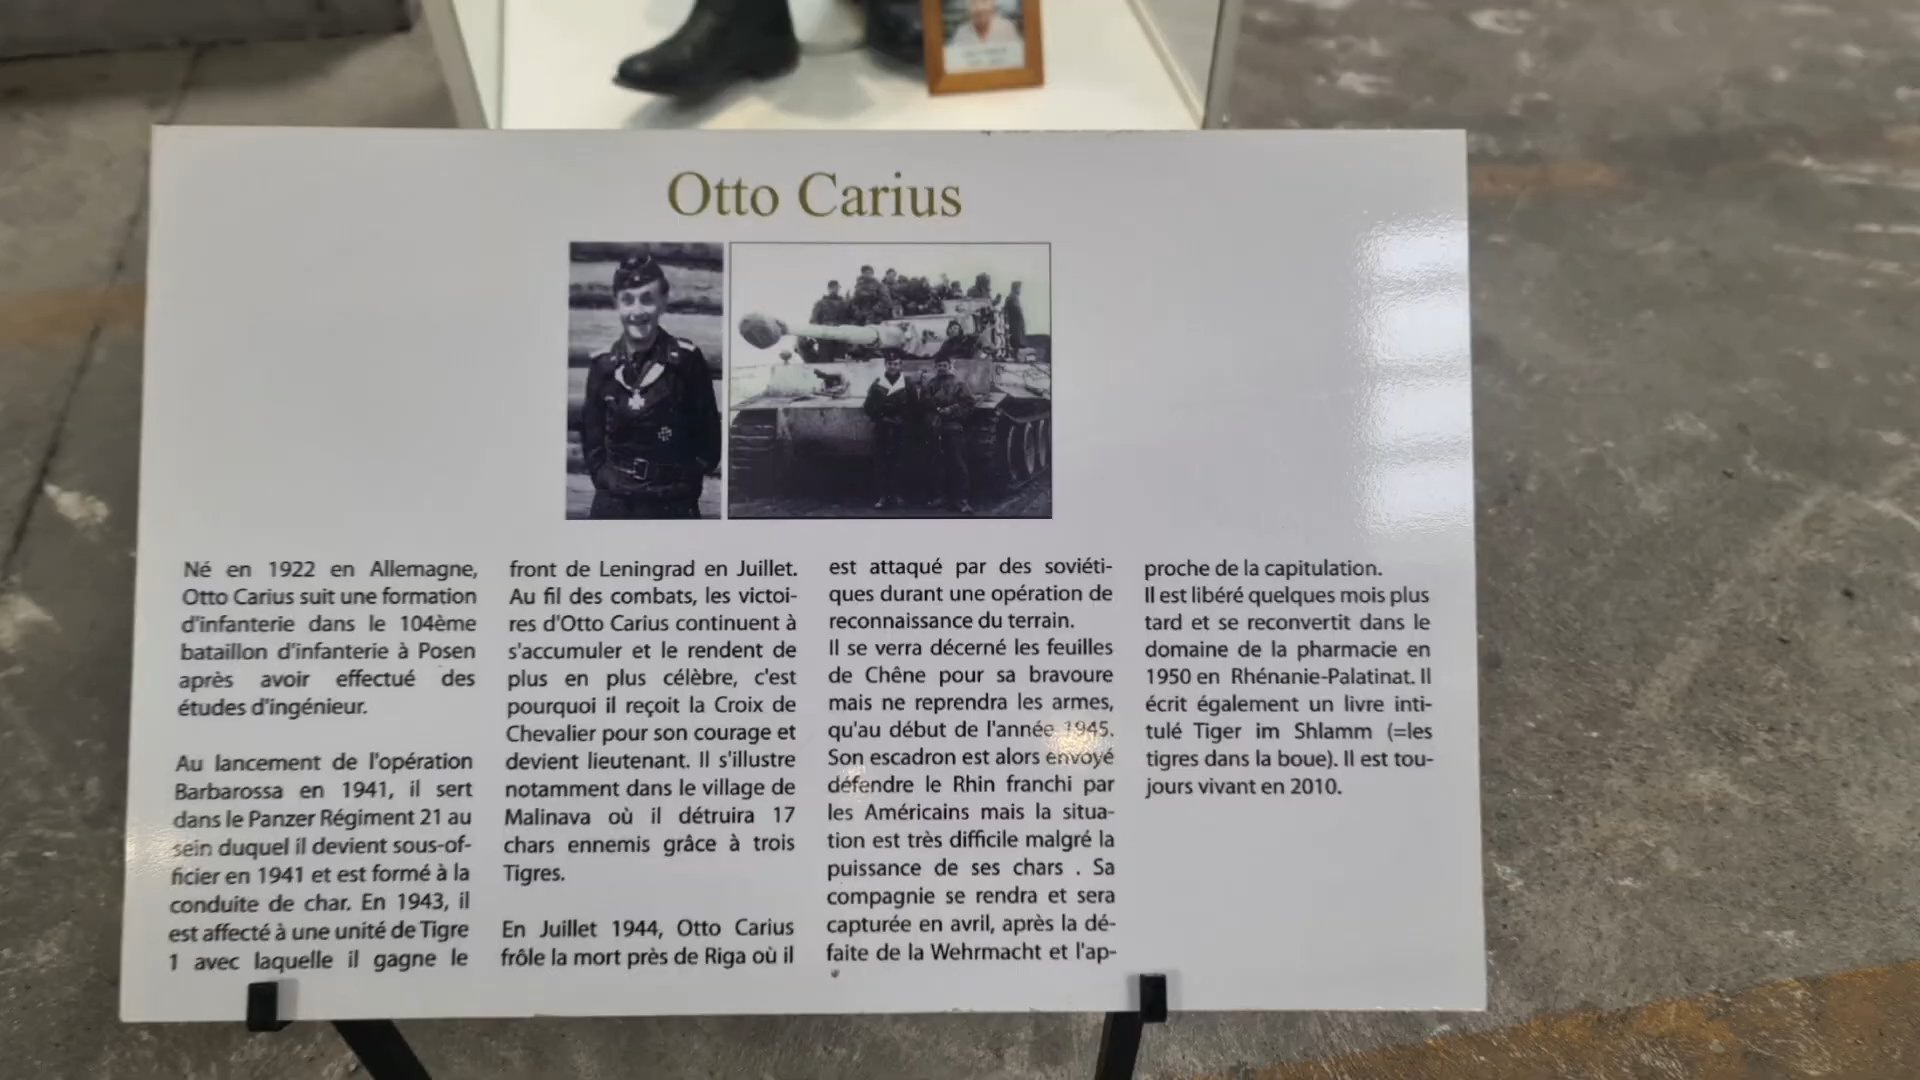 Otto Carius
Né en 1922 en Allemagne,
Otto Carius suit une formation
d'infanterie dans le 104ème
bataillon d'infanterie à Posen
après avoir effectué des
études d'ingénieur.
Au lancement de l'opération
Barbarossa en 1941, il sert
dans le Panzer Régiment 21 au
sein duquel il devient sous-of-
ficier en 1941 et est formé à la
conduite de char. En 1943, il
est affecté à une unité de Tigre
1 avec laquelle il gagne le
front de Leningrad en Juillet.
Au fil des combats, les victoi-
res d'Otto Carius continuent à
s'accumuler et le rendent de
plus en plus célèbre, c'est
pourquoi il reçoit la Croix de
Chevalier pour son courage et
devient lieutenant. Il s'illustre
notamment dans le village de
Malinava où il détruira 17
chars ennemis grâce à trois
Tigres.
En Juillet 1944, Otto Carius
frôle la mort près de Riga où il
est attaqué par des soviéti-
ques durant une opération de
reconnaissance du terrain.
Il se verra décerné les feuilles
de Chêne pour sa bravoure
mais ne reprendra les armes,
qu'au début de l'année 1945.
Son escadron est alors envoyé
défendre le Rhin franchi par
les Américains mais la situa-
tion est très difficile malgré la
puissance de ses chars . Sa
compagnie se rendra et sera
capturée en avril, après la dé-
faite de la Wehrmacht et l'ap-
proche de la capitulation.
Il est libéré quelques mois plus
tard et se reconvertit dans le
domaine de la pharmacie en
1950 en Rhénanie-Palatinat. Il
écrit également un livre inti-
tulé Tiger im Shlamm (=les
tigres dans la boue). Il est tou-
jours vivant en 2010.